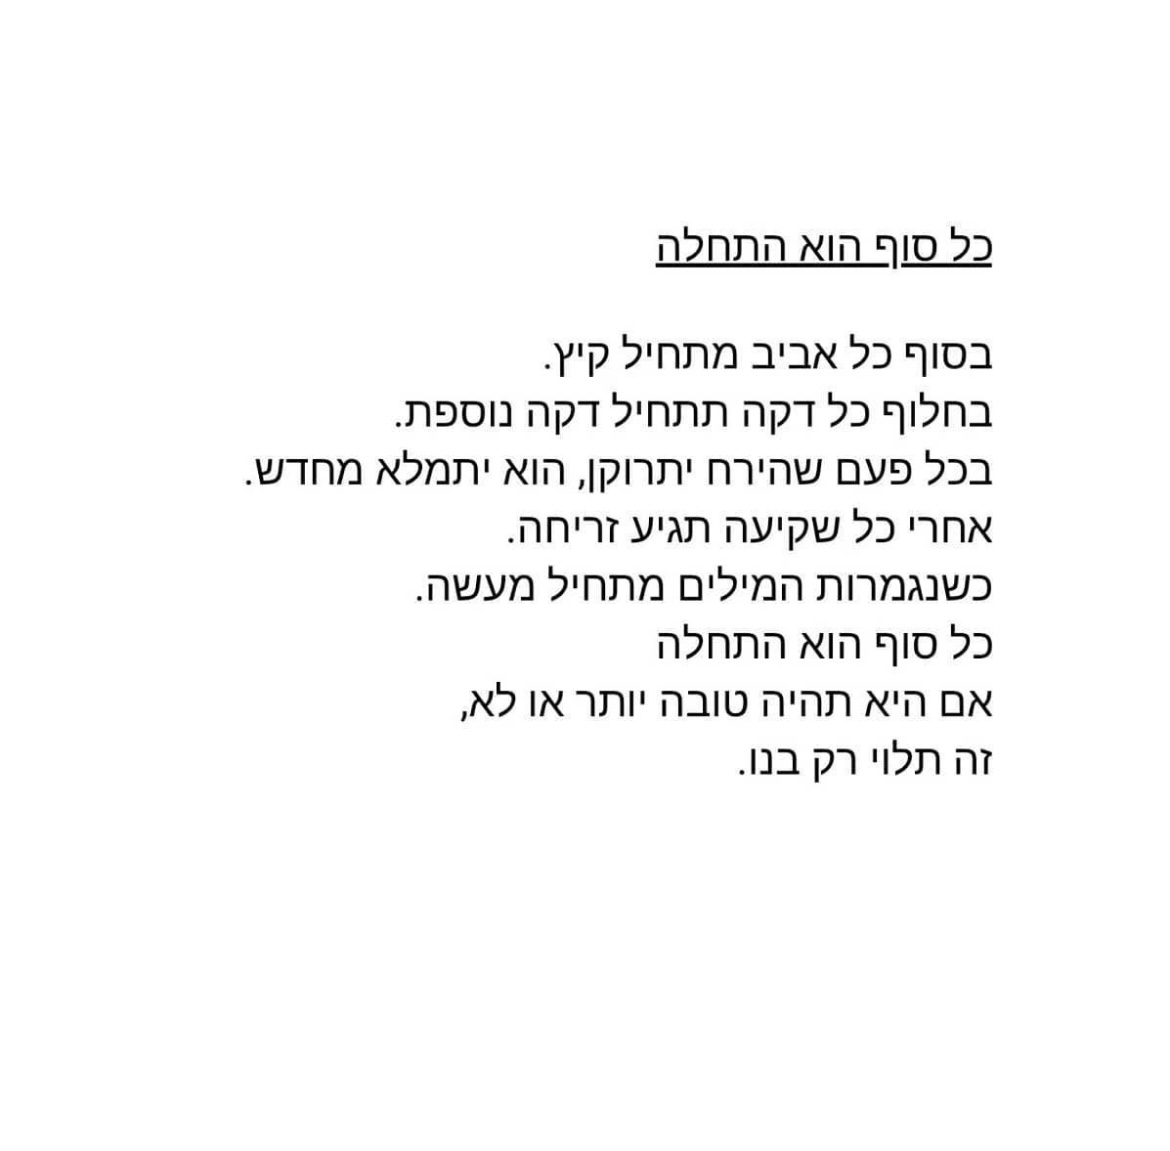 כל סוף הוא התחלה
בסוף כל אביב מתחיל קיץ.
בחלוף כל דקה תתחיל דקה נוספת.
בכל פעם שהירח יתרוקן, הוא יתמלא מחדש.
אחרי כל שקיעה תגיע זריחה.
כשנגמרות המילים מתחיל מעשה.
כל סוף הוא התחלה
אם היא תהיה טובה יותר או לא,
זה תלוי רק בנו.